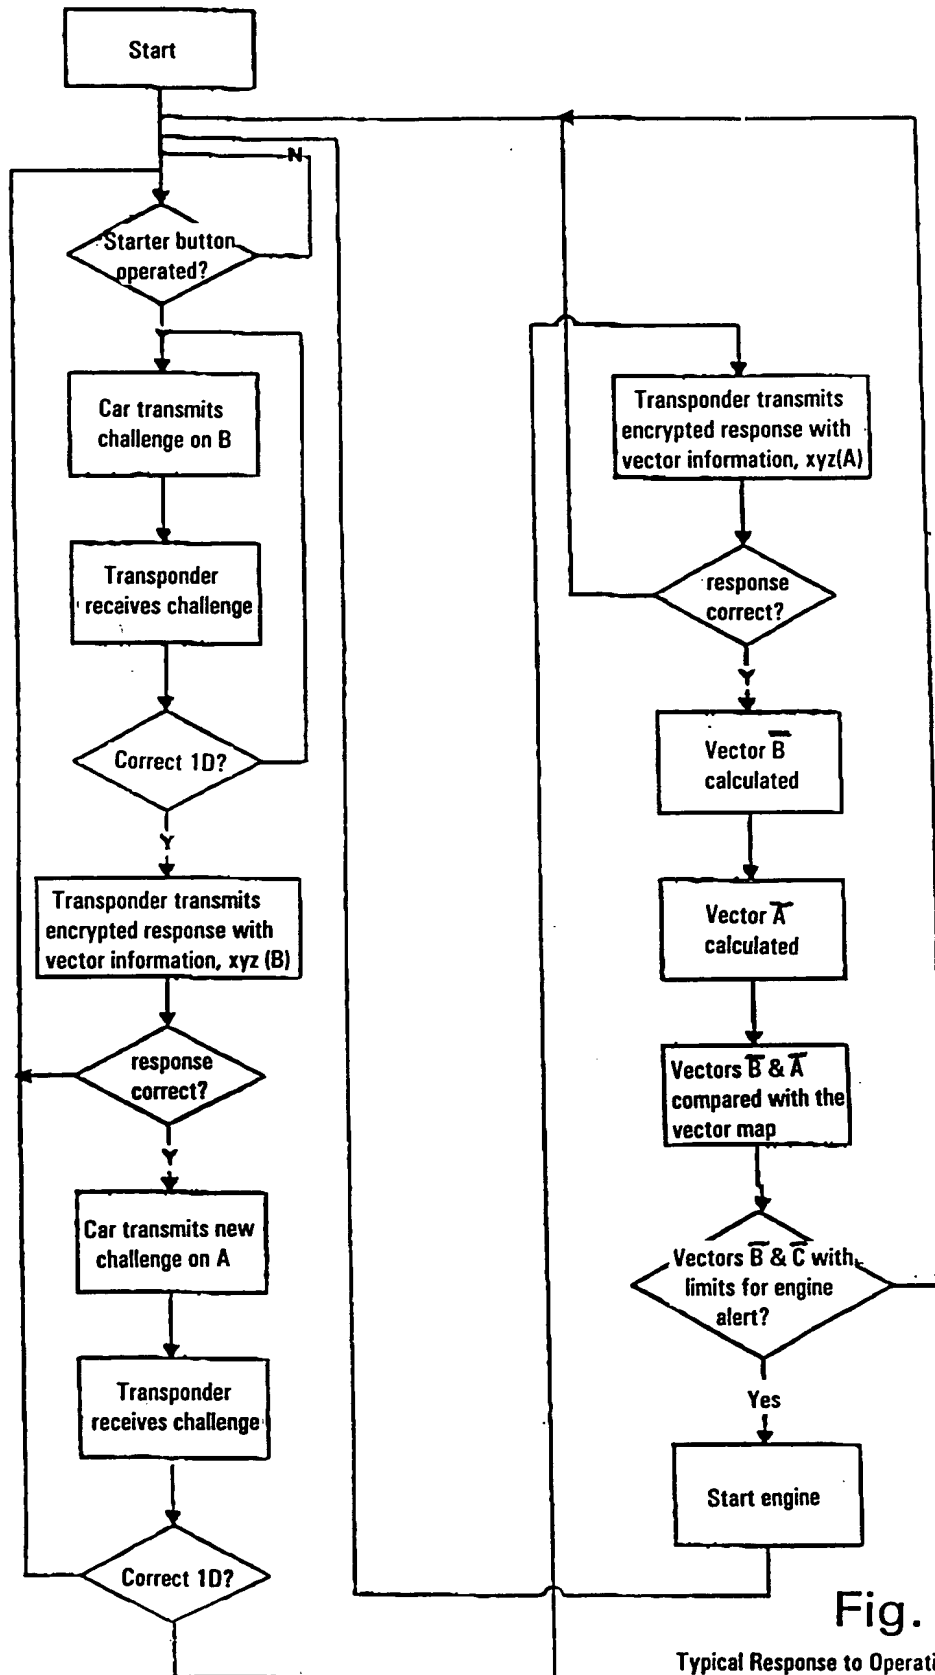 Start
N
Starter button
operated?
Y
Car transmits
challenge on B
Transponder
receives challenge
Correct 1D?
Y
Transponder transmits
encrypted response with
vector information, xyz (B)
response
correct?
Y
Car transmits new
challenge on A
Transponder
receives challenge
Correct 1D?
Transponder transmits
encrypted response with
vector information, xyz(A)
response
correct?
Y
Vector B̅
calculated
Vector A̅
calculated
Vectors B̅ & A̅
compared with the
vector map
Vectors B̅ & C̅ with
limits for engine
alert?
Yes
Start engine
Fig.
Typical Response to Operati